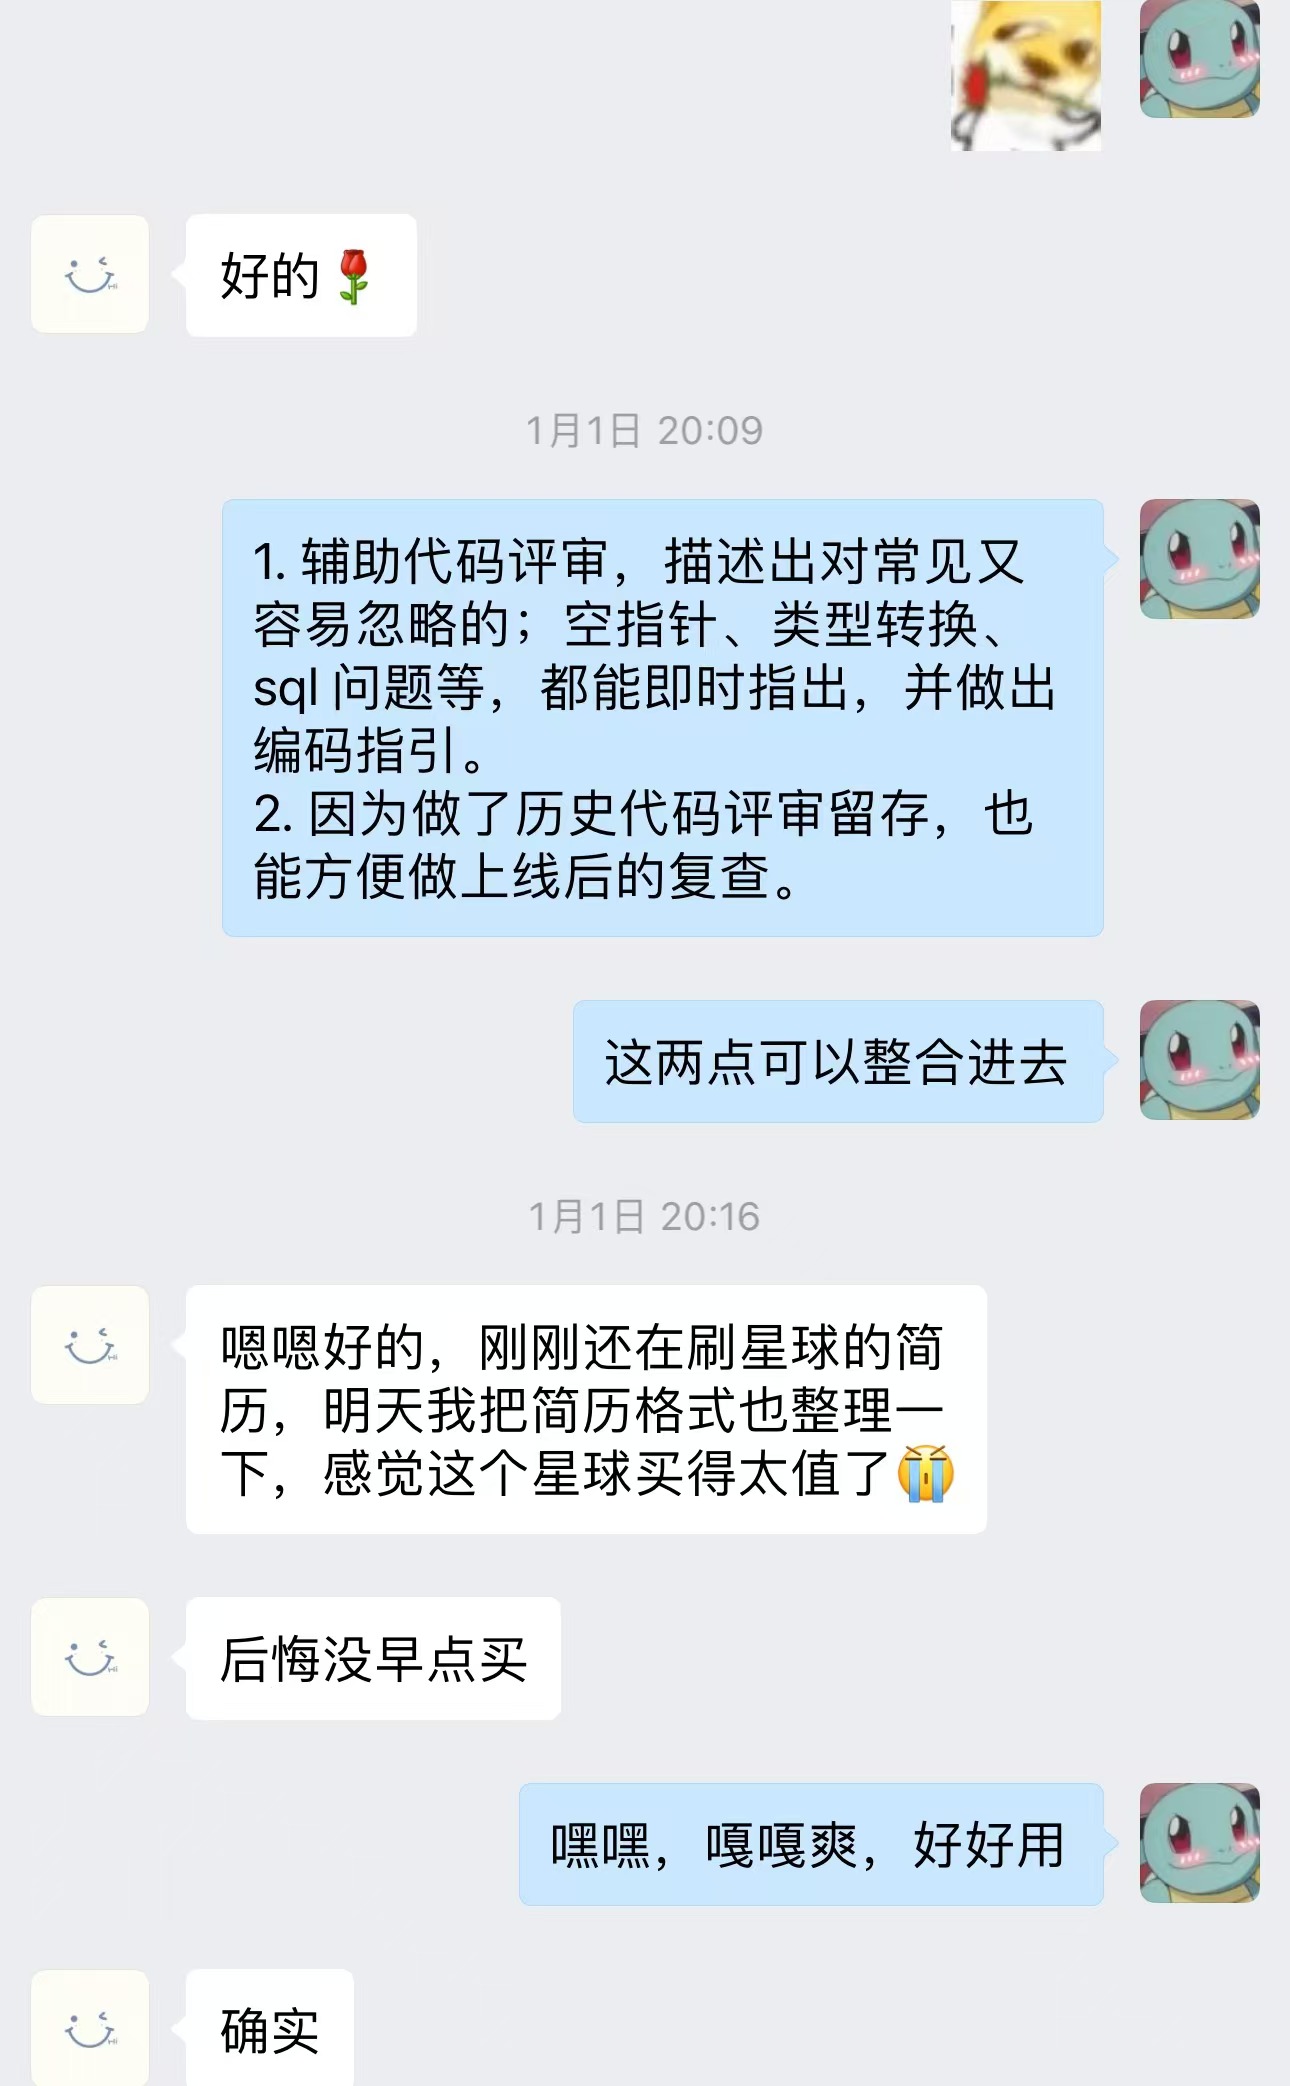 好的🌹
1月1日 20:09
1. 辅助代码评审，描述出对常见又
容易忽略的；空指针、类型转换、
sql 问题等，都能即时指出，并做出
编码指引。
2. 因为做了历史代码评审留存，也
能方便做上线后的复查。
这两点可以整合进去
1月1日 20:16
嗯嗯好的，刚刚还在刷星球的简
历，明天我把简历格式也整理一
下，感觉这个星球买得太值了😭
后悔没早点买
嘿嘿，嘎嘎爽，好好用
确实